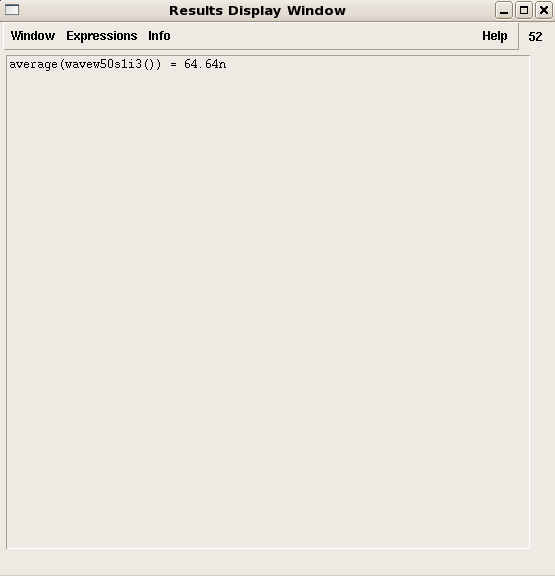 Results Display Window
Window Expressions Info Help 52
average(wavew50s1i3()) = 64.64n